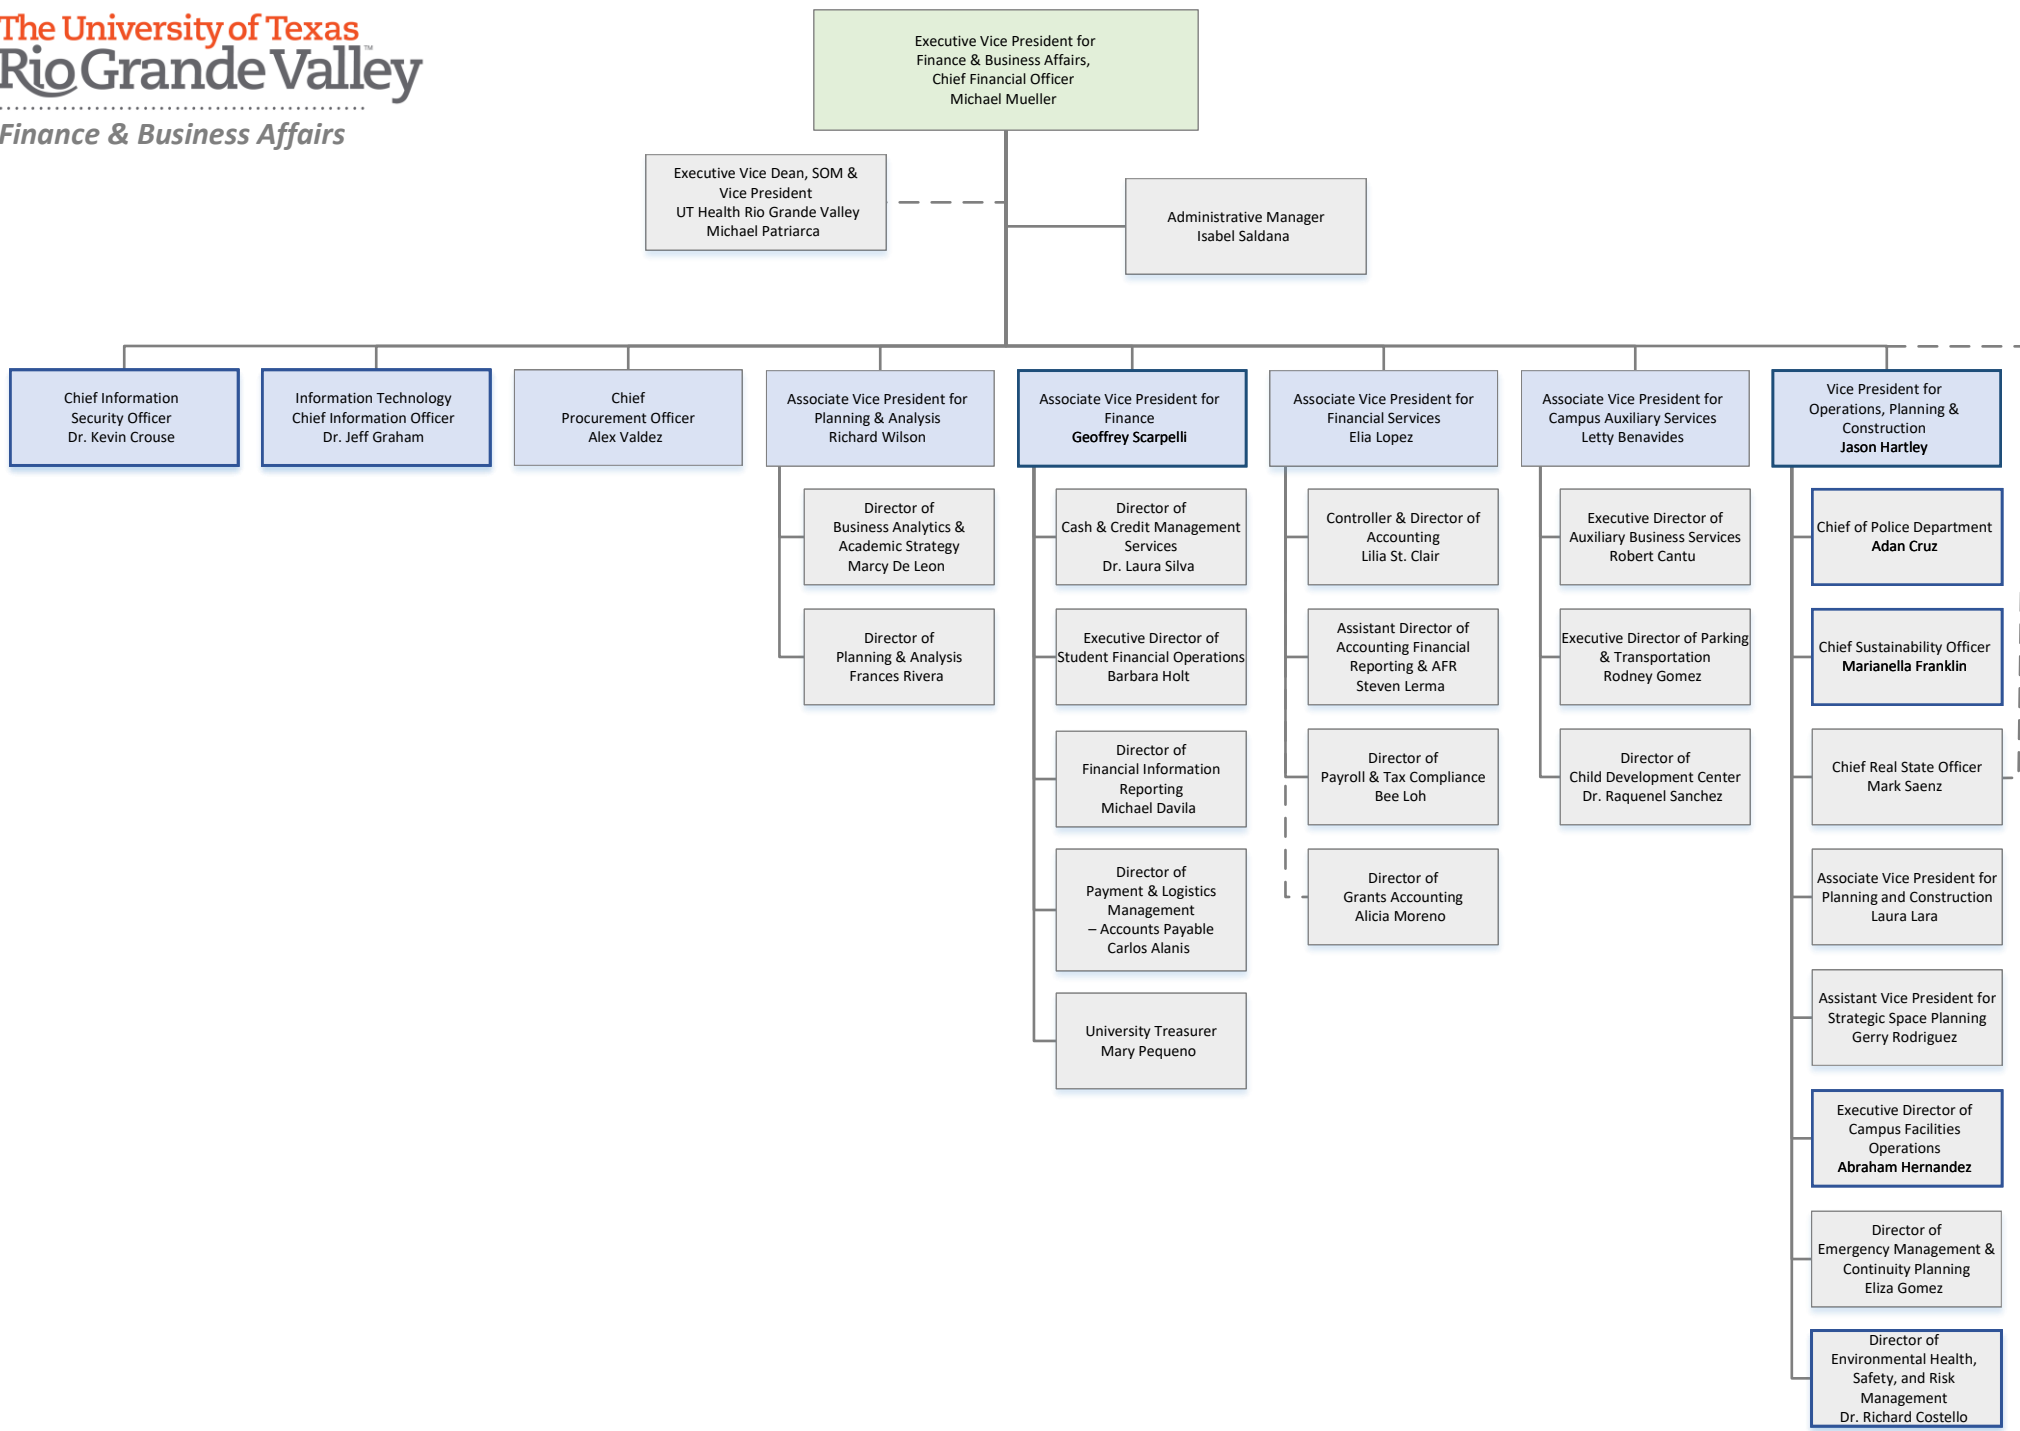 The University of Texas
RioGrande Valley™
Finance & Business Affairs
Executive Vice President for
Finance & Business Affairs,
Chief Financial Officer
Michael Mueller
Executive Vice Dean, SOM &
Vice President
UT Health Rio Grande Valley
Michael Patriarca
Administrative Manager
Isabel Saldana
Chief Information
Security Officer
Dr. Kevin Crouse
Information Technology
Chief Information Officer
Dr. Jeff Graham
Chief
Procurement Officer
Alex Valdez
Associate Vice President for
Planning & Analysis
Richard Wilson
Associate Vice President for
Finance
Geoffrey Scarpelli
Associate Vice President for
Financial Services
Elia Lopez
Associate Vice President for
Campus Auxiliary Services
Letty Benavides
Vice President for
Operations, Planning &
Construction
Jason Hartley
Director of
Business Analytics &
Academic Strategy
Marcy De Leon
Director of
Planning & Analysis
Frances Rivera
Director of
Cash & Credit Management
Services
Dr. Laura Silva
Executive Director of
Student Financial Operations
Barbara Holt
Director of
Financial Information
Reporting
Michael Davila
Director of
Payment & Logistics
Management
– Accounts Payable
Carlos Alanis
University Treasurer
Mary Pequeno
Controller & Director of
Accounting
Lilia St. Clair
Assistant Director of
Accounting Financial
Reporting & AFR
Steven Lerma
Director of
Payroll & Tax Compliance
Bee Loh
Director of
Grants Accounting
Alicia Moreno
Executive Director of
Auxiliary Business Services
Robert Cantu
Executive Director of Parking
& Transportation
Rodney Gomez
Director of
Child Development Center
Dr. Raquenel Sanchez
Chief of Police Department
Adan Cruz
Chief Sustainability Officer
Marianella Franklin
Chief Real State Officer
Mark Saenz
Associate Vice President for
Planning and Construction
Laura Lara
Assistant Vice President for
Strategic Space Planning
Gerry Rodriguez
Executive Director of
Campus Facilities
Operations
Abraham Hernandez
Director of
Emergency Management &
Continuity Planning
Eliza Gomez
Director of
Environmental Health,
Safety, and Risk
Management
Dr. Richard Costello